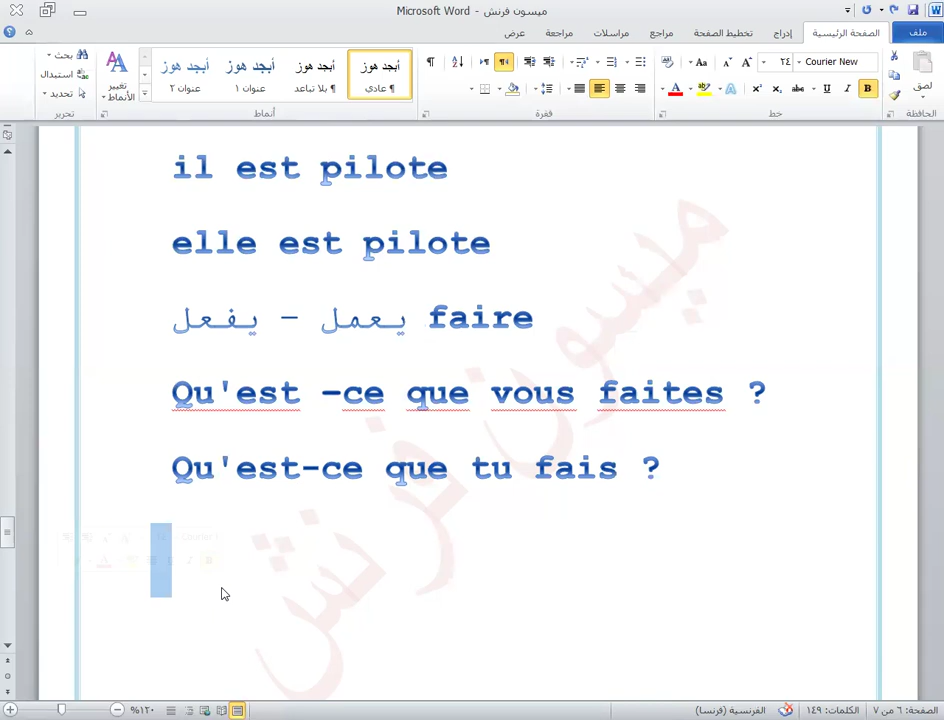 ميسون فرنش - Microsoft Word
ملف
الصفحة الرئيسية
إدراج
تخطيط الصفحة
مراجع
مراسلات
مراجعة
عرض
لصق
الحافظة
Courier New
٢٤
خط
فقرة
أبجد هوز
عادي ¶
أبجد هوز
بلا تباعد ¶
أبجد هوز
عنوان ١
أبجد هوز
عنوان ٢
أنماط
تغيير
الأنماط
بحث
استبدال
تحديد
تحرير
il est pilote
elle est pilote
faire يعمل – يفعل
Qu'est –ce que vous faites ?
Qu'est-ce que tu fais ?
ميسون فرنش
الصفحة: ٦ من ٧
الكلمات: ١٤٩
الفرنسية (فرنسا)
١٢٠%